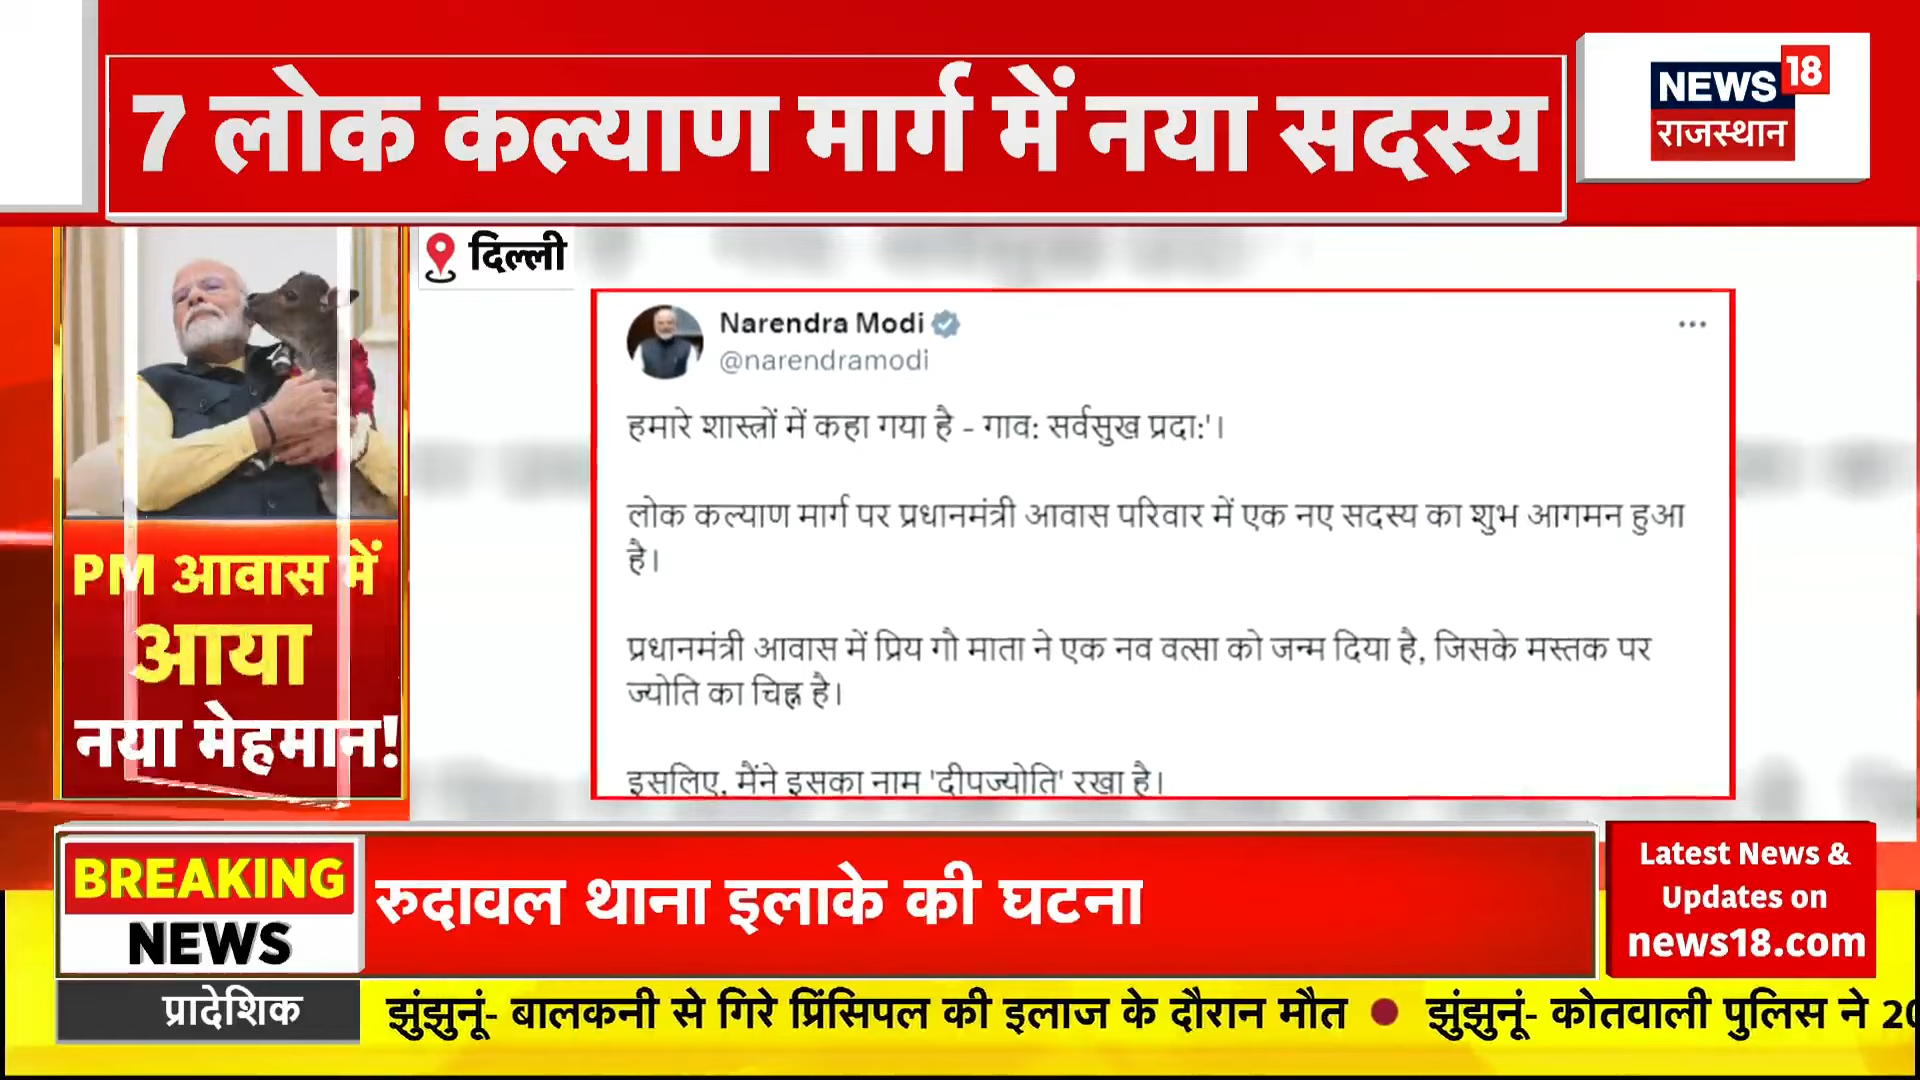 7 लोक कल्याण मार्ग में नया सदस्य
NEWS 18
राजस्थान
दिल्ली
Narendra Modi
@narendramodi
हमारे शास्त्रों में कहा गया है - गाव: सर्वसुख प्रदा:'।
लोक कल्याण मार्ग पर प्रधानमंत्री आवास परिवार में एक नए सदस्य का शुभ आगमन हुआ
है।
प्रधानमंत्री आवास में प्रिय गौ माता ने एक नव वत्सा को जन्म दिया है, जिसके मस्तक पर
ज्योति का चिह्न है।
इसलिए, मैंने इसका नाम 'दीपज्योति' रखा है।
PM आवास में
आया
नया मेहमान!
BREAKING
NEWS
रुदावल थाना इलाके की घटना
Latest News &
Updates on
news18.com
प्रादेशिक
झुंझुनूं- बालकनी से गिरे प्रिंसिपल की इलाज के दौरान मौत ● झुंझुनूं- कोतवाली पुलिस ने 20